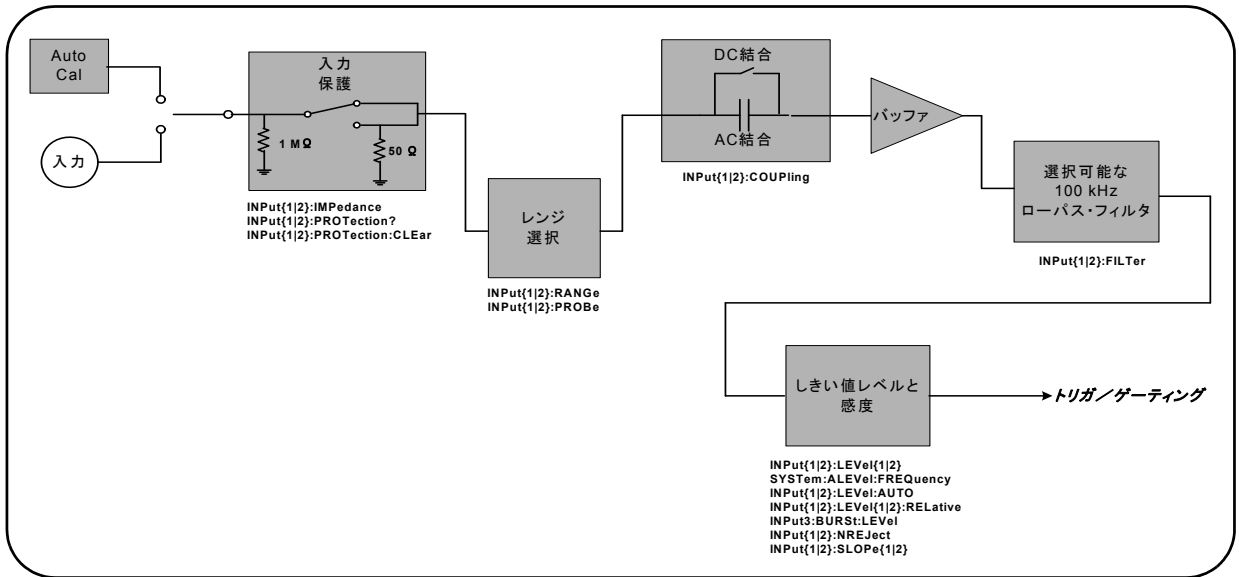 Auto
Cal
入力
入力
保護
1 MΩ
50 Ω
INPut{1|2}:IMPedance
INPut{1|2}:PROTection?
INPut{1|2}:PROTection:CLEar
レンジ
選択
INPut{1|2}:RANGe
INPut{1|2}:PROBe
DC結合
AC結合
INPut{1|2}:COUPling
バッファ
選択可能な
100 kHz
ローパス・フィルタ
INPut{1|2}:FILTer
しきい値レベルと
感度
トリガ／ゲーティング
INPut{1|2}:LEVel{1|2}
SYSTem:ALEVel:FREQuency
INPut{1|2}:LEVel:AUTO
INPut{1|2}:LEVel{1|2}:RELative
INPut3:BURSt:LEVel
INPut{1|2}:NREJect
INPut{1|2}:SLOPe{1|2}